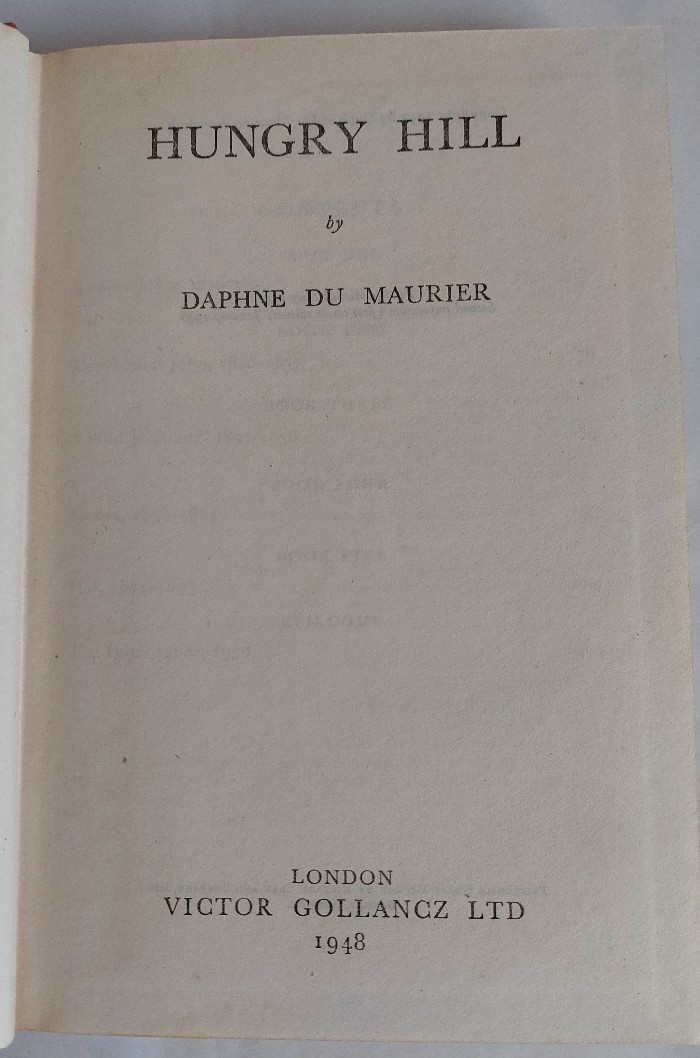 HUNGRY HILL
by
DAPHNE DU MAURIER
LONDON
VICTOR GOLLANCZ LTD
1948